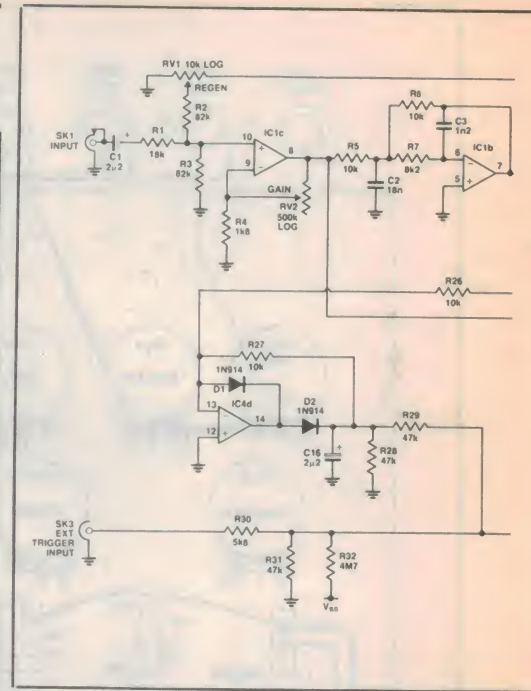 RV1 10k LOG
REGEN
R2
82k
SK1
INPUT
C1
2µ2
R1
18k
R3
82k
10
9
8
IC1c
GAIN
RV2
500k
LOG
R4
1k8
R5
10k
C2
18n
R6
10k
C3
1n2
R7
8k2
6
5
7
IC1b
R26
10k
R27
10k
1N914
D1
13
12
14
IC4d
D2
1N914
C16
2µ2
R28
47k
R29
47k
SK3
EXT
TRIGGER
INPUT
R30
5k6
R31
47k
R32
4M7